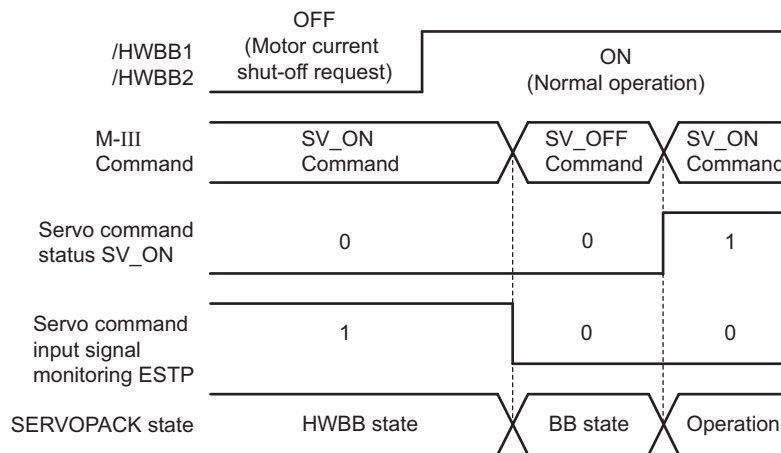 OFF
(Motor current
shut-off request)
/HWBB1
/HWBB2
ON
(Normal operation)
M-III
Command
SV_ON
Command
SV_OFF
Command
SV_ON
Command
Servo command
status SV_ON
0
0
1
Servo command
input signal
monitoring ESTP
1
0
0
SERVOPACK state
HWBB state
BB state
Operation